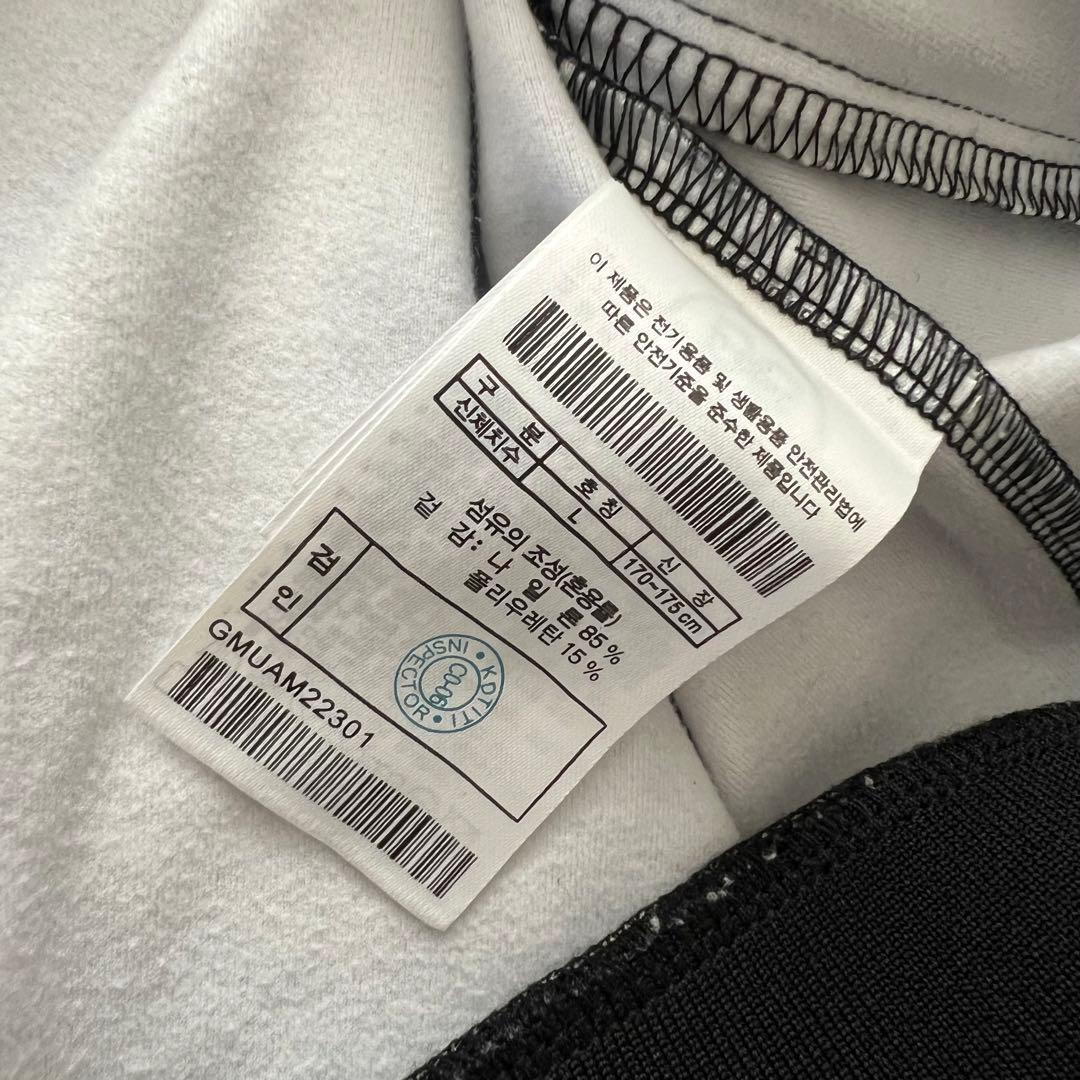 이 제품은 전기용품 및 생활용품 안전관리법에
따른 안전기준을 준수한 제품입니다
구 분 호칭 신 장
신체치수 L 170~175cm
섬유의 조성(혼용률)
겉 감: 나 일 론 85%
폴리우레탄 15%
검 인
KDTITI INSPECTOR
GMUAM22301